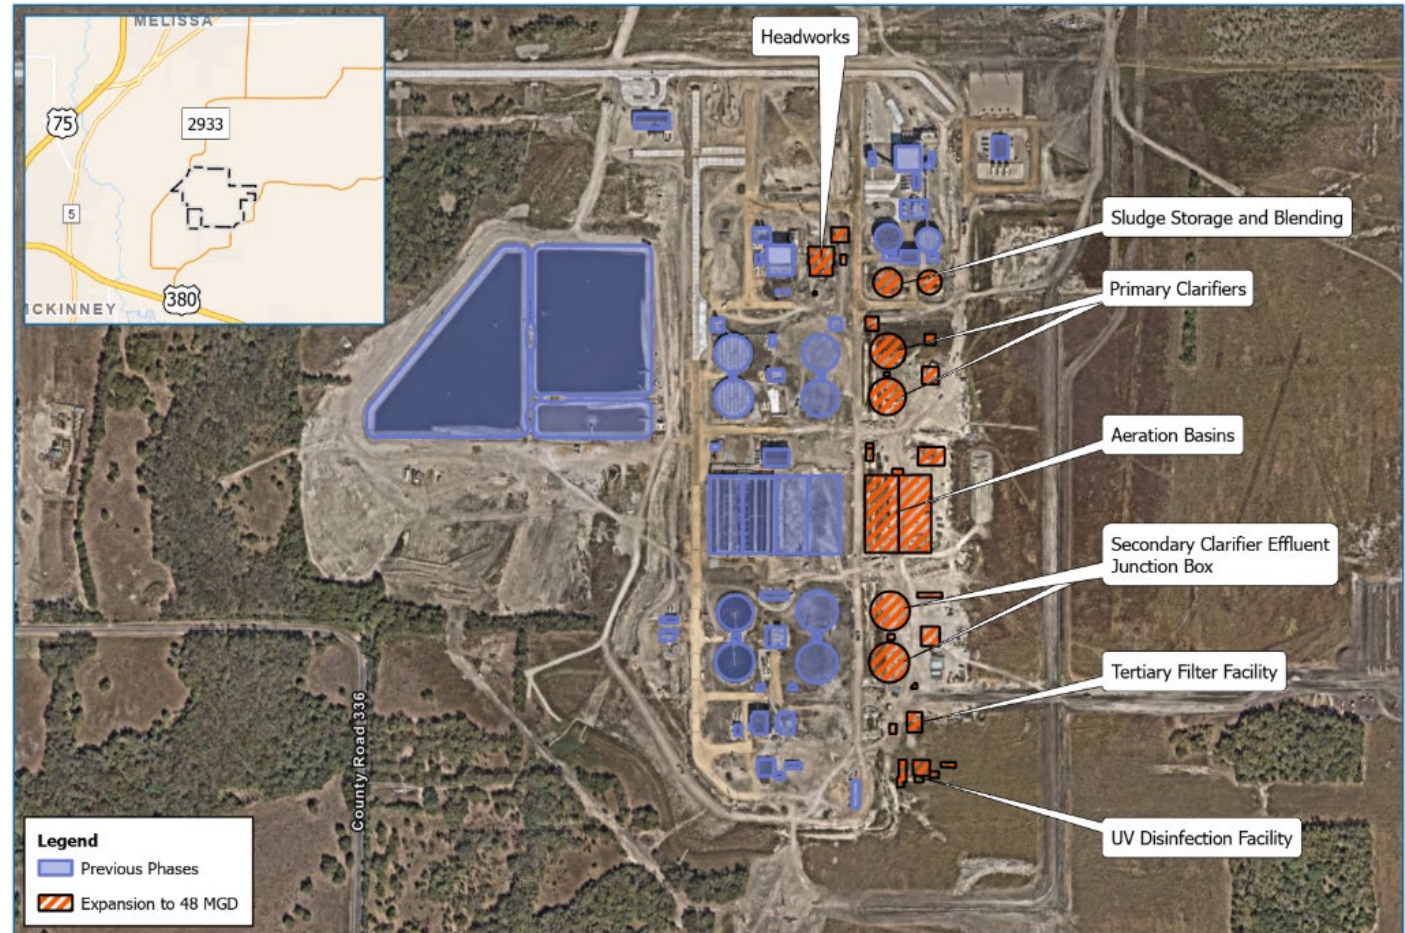 MELISSA
75
2933
5
380
MCKINNEY
Headworks
Sludge Storage and Blending
Primary Clarifiers
Aeration Basins
Secondary Clarifier Effluent
Junction Box
Tertiary Filter Facility
UV Disinfection Facility
County Road 336
Legend
Previous Phases
Expansion to 48 MGD